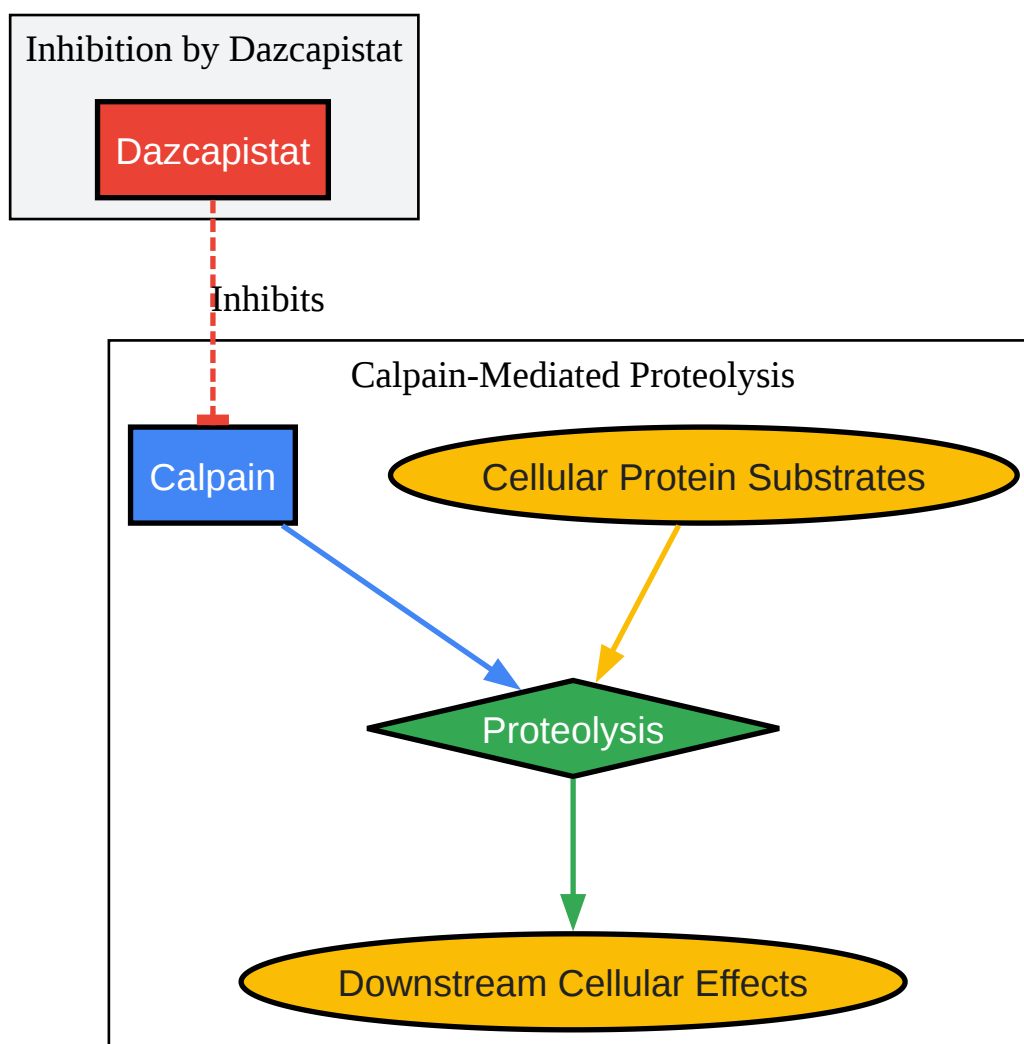 Inhibition by Dazcapistat
Dazcapistat
Inhibits
Calpain-Mediated Proteolysis
Calpain
Cellular Protein Substrates
Proteolysis
Downstream Cellular Effects